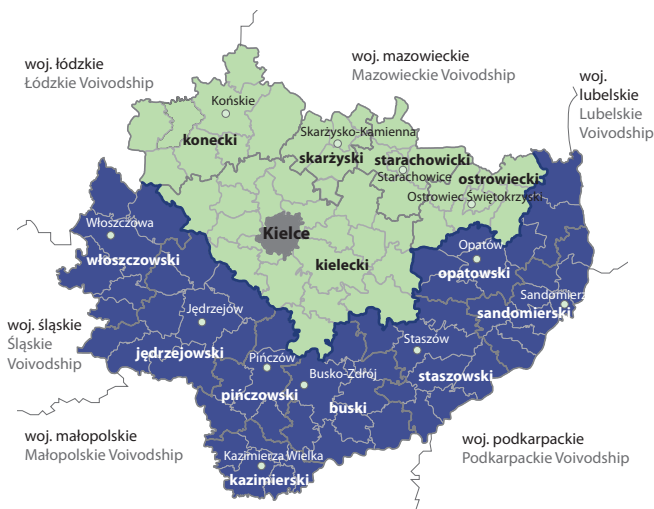 woj. łódzkie
Łódzkie Voivodship
woj. mazowieckie
Mazowieckie Voivodship
woj.
lubelskie
Lubelskie
Voivodship
Końskie
konecki
Skarżysko-Kamienna
skarżyski
starachowicki
Starachowice
ostrowiecki
Ostrowiec Świętokrzyski
Włoszczowa
włoszczowski
Kielce
kielecki
Opatów
opatowski
Sandomierz
sandomierski
woj. śląskie
Śląskie
Voivodship
Jędrzejów
jędrzejowski
Pińczów
pińczowski
Busko-Zdrój
buski
Staszów
staszowski
woj. małopolskie
Małopolskie Voivodship
Kazimierza Wielka
kazimierski
woj. podkarpackie
Podkarpackie Voivodship